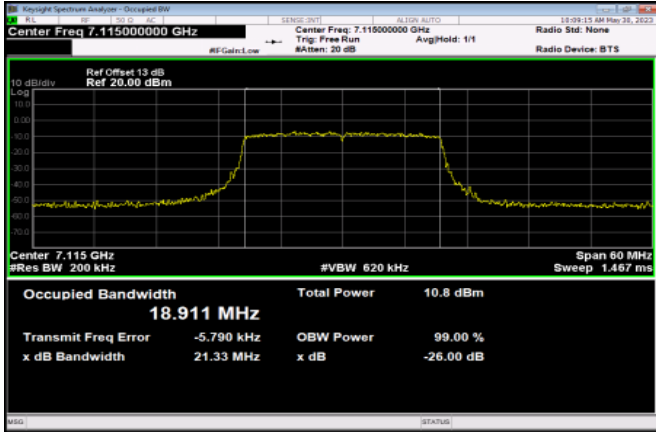 Keysight Spectrum Analyzer - Occupied BW
RL RF 50 Ω AC SENSE:INT ALIGN AUTO 10:09:15 AM May 30, 2023
Center Freq 7.115000000 GHz Center Freq: 7.115000000 GHz Radio Std: None
Trig: Free Run Avg|Hold: 1/1
#IFGain:Low #Atten: 20 dB Radio Device: BTS
Ref Offset 13 dB
10 dB/div Ref 20.00 dBm
Log
10.0
0.00
-10.0
-20.0
-30.0
-40.0
-50.0
-60.0
-70.0
Center 7.115 GHz Span 60 MHz
#Res BW 200 kHz #VBW 620 kHz Sweep 1.467 ms
Occupied Bandwidth Total Power 10.8 dBm
18.911 MHz
Transmit Freq Error -5.790 kHz OBW Power 99.00 %
x dB Bandwidth 21.33 MHz x dB -26.00 dB
MSG STATUS